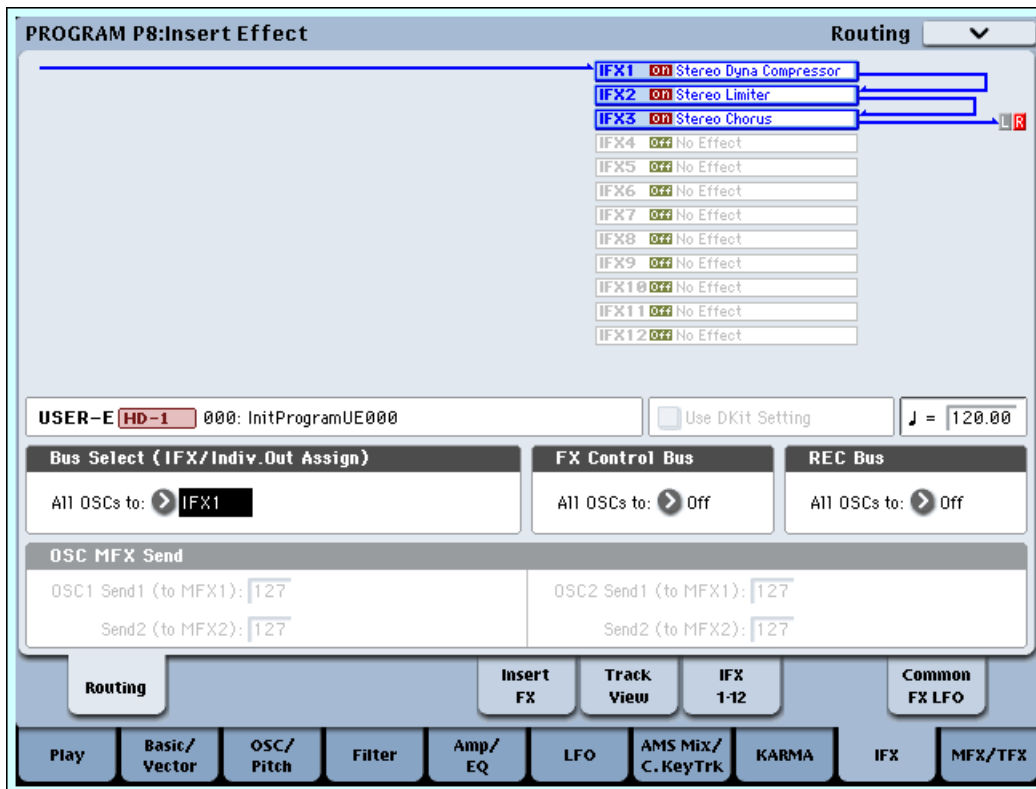 PROGRAM P8:Insert Effect
Routing
IFX1 on Stereo Dyna Compressor
IFX2 on Stereo Limiter
IFX3 on Stereo Chorus
L R
IFX4 Off No Effect
IFX5 Off No Effect
IFX6 Off No Effect
IFX7 Off No Effect
IFX8 Off No Effect
IFX9 Off No Effect
IFX10 Off No Effect
IFX11 Off No Effect
IFX12 Off No Effect
USER-E HD-1 000: InitProgramUE000
Use DKit Setting
♩ = 120.00
Bus Select (IFX/Indiv.Out Assign)
All OSCs to: IFX1
FX Control Bus
All OSCs to: Off
REC Bus
All OSCs to: Off
OSC MFX Send
OSC1 Send1 (to MFX1): 127
Send2 (to MFX2): 127
OSC2 Send1 (to MFX1): 127
Send2 (to MFX2): 127
Routing
Insert
FX
Track
View
IFX
1-12
Common
FX LFO
Play
Basic/
Vector
OSC/
Pitch
Filter
Amp/
EQ
LFO
AMS Mix/
C.KeyTrk
KARMA
IFX
MFX/TFX